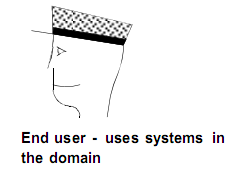 End user - uses systems in
the domain